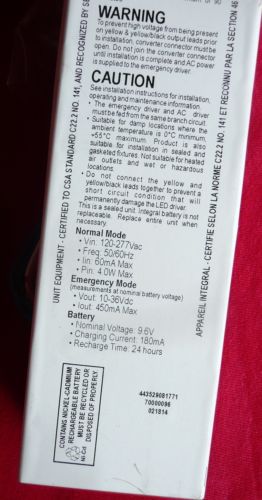 WARNING
To prevent high voltage from being present
on yellow & yellow/black output leads prior
to installation, converter connector must be
open. Do not join the converter connector
until installation is complete and AC power
is supplied to the emergency driver.
CAUTION
See installation instructions for installation,
operating and maintenance information.
• The emergency driver and AC driver
must be fed from the same branch circuit.
• Suitable for damp locations where the
ambient temperature is 0°C minimum,
+55°C maximum. Product is also
suitable for installation in sealed and
gasketed fixtures. Not suitable for heated
air outlets and wet or hazardous
locations.
• Do not connect the yellow and
yellow/black leads together to prevent a
short circuit condition that will
permanently damage the LED driver.
This is a sealed unit. Integral battery is not
replaceable. Replace entire unit when
necessary.
Normal Mode
• Vin: 120-277Vac
• Freq: 50/60Hz
• Iin: 60mA Max
• Pin: 4.0W Max
Emergency Mode
(measurements at nominal battery voltage)
• Vout: 10-36Vdc
• Iout: 450mA Max
Battery
• Nominal Voltage: 9.6V
• Charging Current: 180mA
• Recharge Time: 24 hours
UNIT EQUIPMENT - CERTIFIED TO CSA STANDARD C22.2 NO. 141, AND RECOGNIZED BY
APPAREIL INTEGRAL - CERTIFIE SELON LA NORME C22.2 NO. 141 ET RECONNU PAR LA SECTION 46
CONTAINS NICKEL-CADMIUM
RECHARGEABLE BATTERY
MUST BE RECYCLED OR
DISPOSED OF PROPERLY.
Ni-Cd
443529081771
70000096
021814